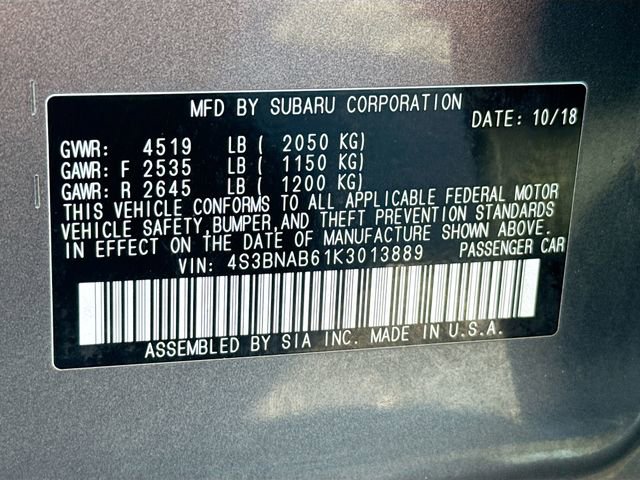 MFD BY SUBARU CORPORATION
DATE: 10/18
GVWR: 4519 LB ( 2050 KG)
GAWR: F 2535 LB ( 1150 KG)
GAWR: R 2645 LB ( 1200 KG)
THIS VEHICLE CONFORMS TO ALL APPLICABLE FEDERAL MOTOR
VEHICLE SAFETY,BUMPER,AND THEFT PREVENTION STANDARDS
IN EFFECT ON THE DATE OF MANUFACTURE SHOWN ABOVE.
VIN: 4S3BNAB61K3013889 PASSENGER CAR
ASSEMBLED BY SIA INC. MADE IN U.S.A.